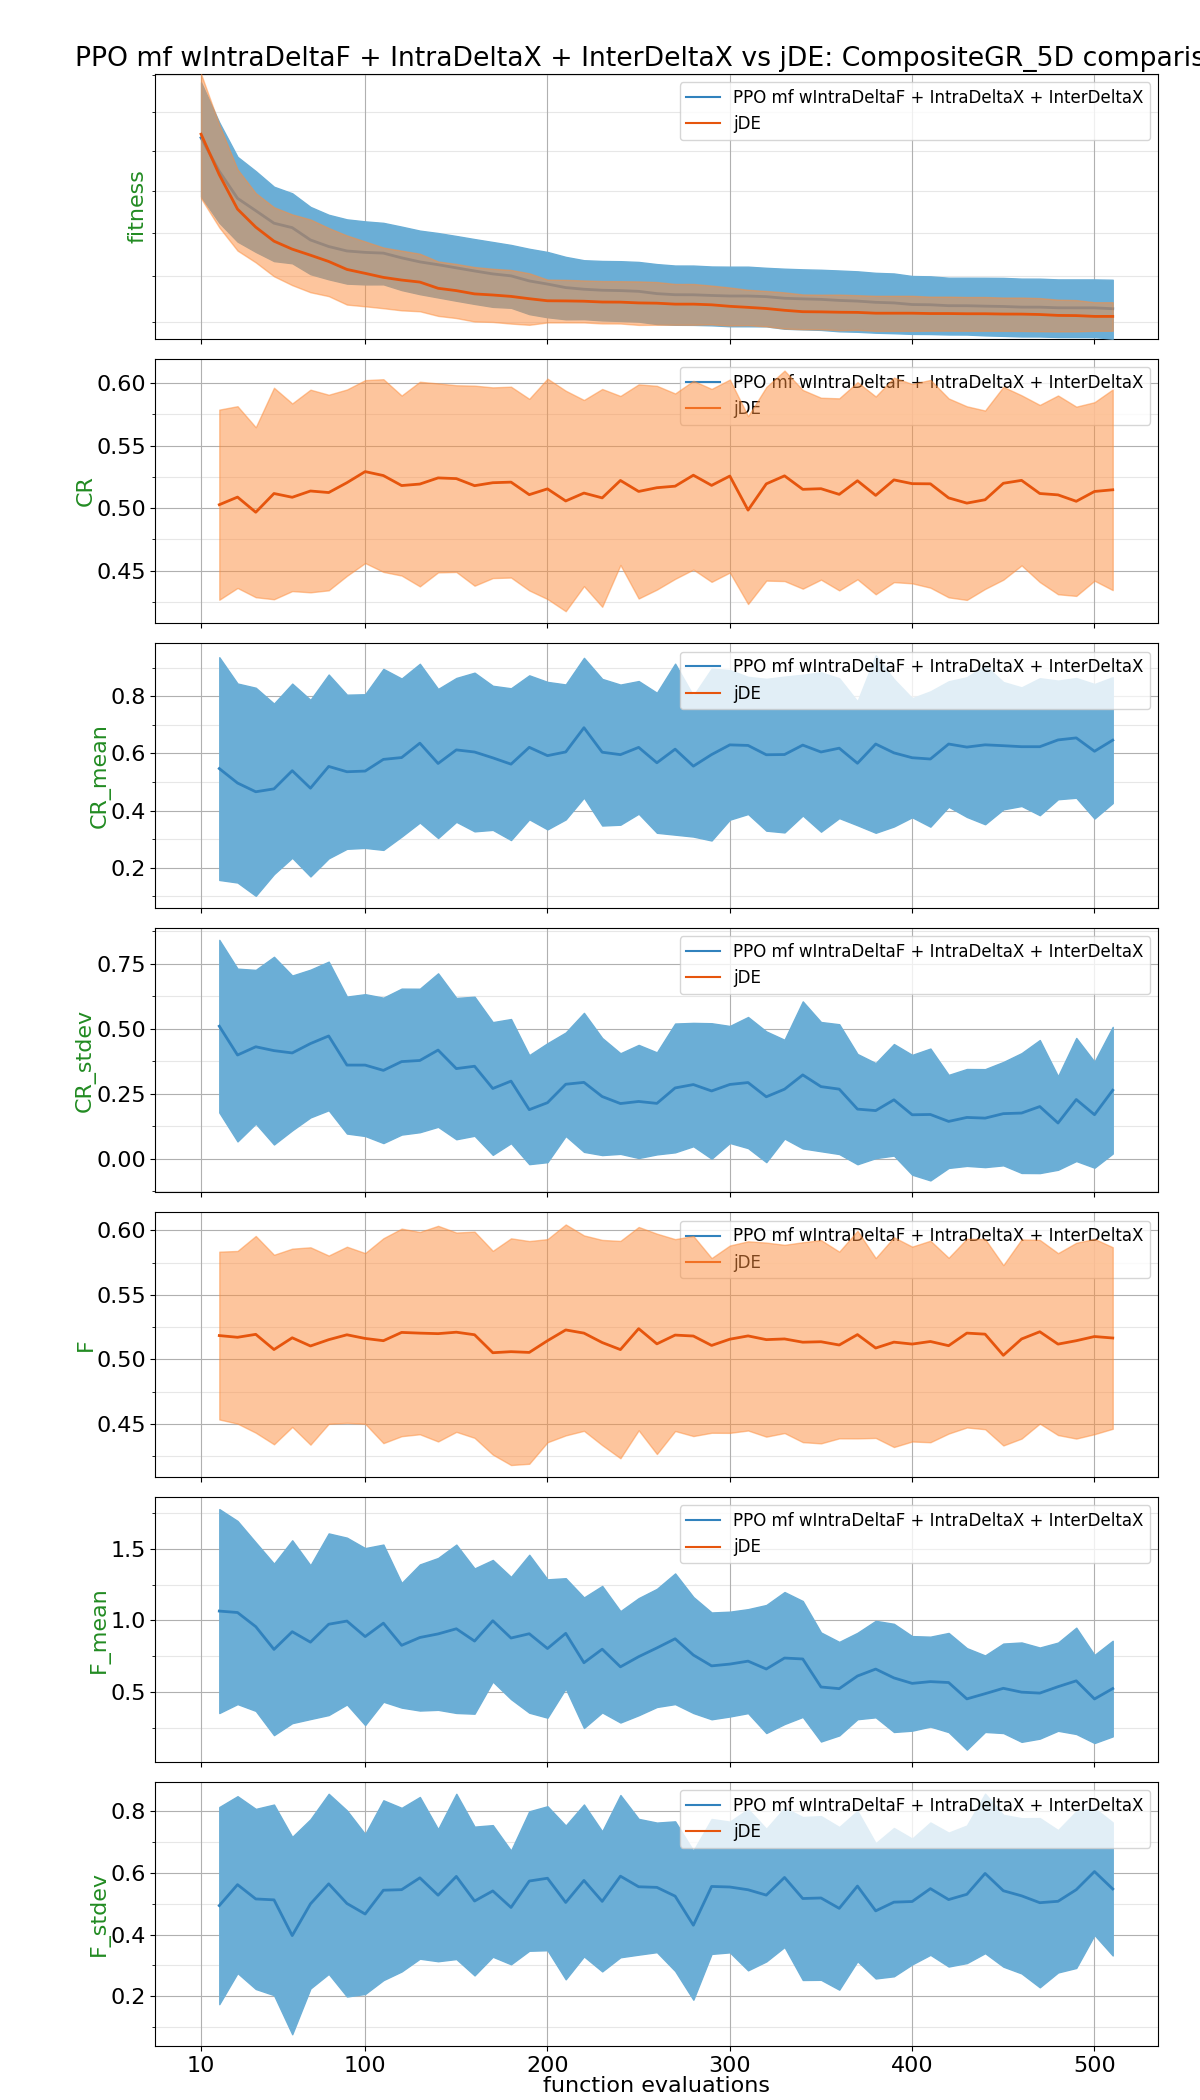 PPO mf wIntraDeltaF + IntraDeltaX + InterDeltaX vs jDE: CompositeGR_5D comparis
PPO mf wIntraDeltaF + IntraDeltaX + InterDeltaX
jDE
fitness
PPO mf wIntraDeltaF + IntraDeltaX + InterDeltaX
jDE
0.60
0.55
0.50
0.45
CR
PPO mf wIntraDeltaF + IntraDeltaX + InterDeltaX
jDE
0.8
0.6
0.4
0.2
CR_mean
PPO mf wIntraDeltaF + IntraDeltaX + InterDeltaX
jDE
0.75
0.50
0.25
0.00
CR_stdev
PPO mf wIntraDeltaF + IntraDeltaX + InterDeltaX
jDE
0.60
0.55
0.50
0.45
F
PPO mf wIntraDeltaF + IntraDeltaX + InterDeltaX
jDE
1.5
1.0
0.5
F_mean
PPO mf wIntraDeltaF + IntraDeltaX + InterDeltaX
jDE
0.8
0.6
0.4
0.2
F_stdev
10 100 200 300 400 500
function evaluations